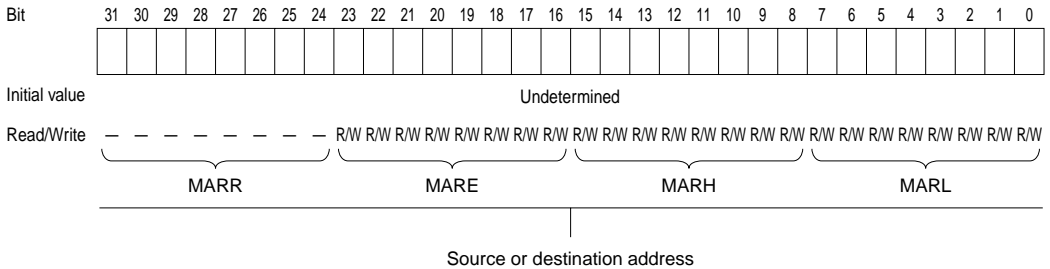 Bit 31 30 29 28 27 26 25 24 23 22 21 20 19 18 17 16 15 14 13 12 11 10 9 8 7 6 5 4 3 2 1 0
Initial value Undetermined
Read/Write — — — — — — — — R/W R/W R/W R/W R/W R/W R/W R/W R/W R/W R/W R/W R/W R/W R/W R/W R/W R/W R/W R/W R/W R/W R/W R/W
MARR MARE MARH MARL
Source or destination address